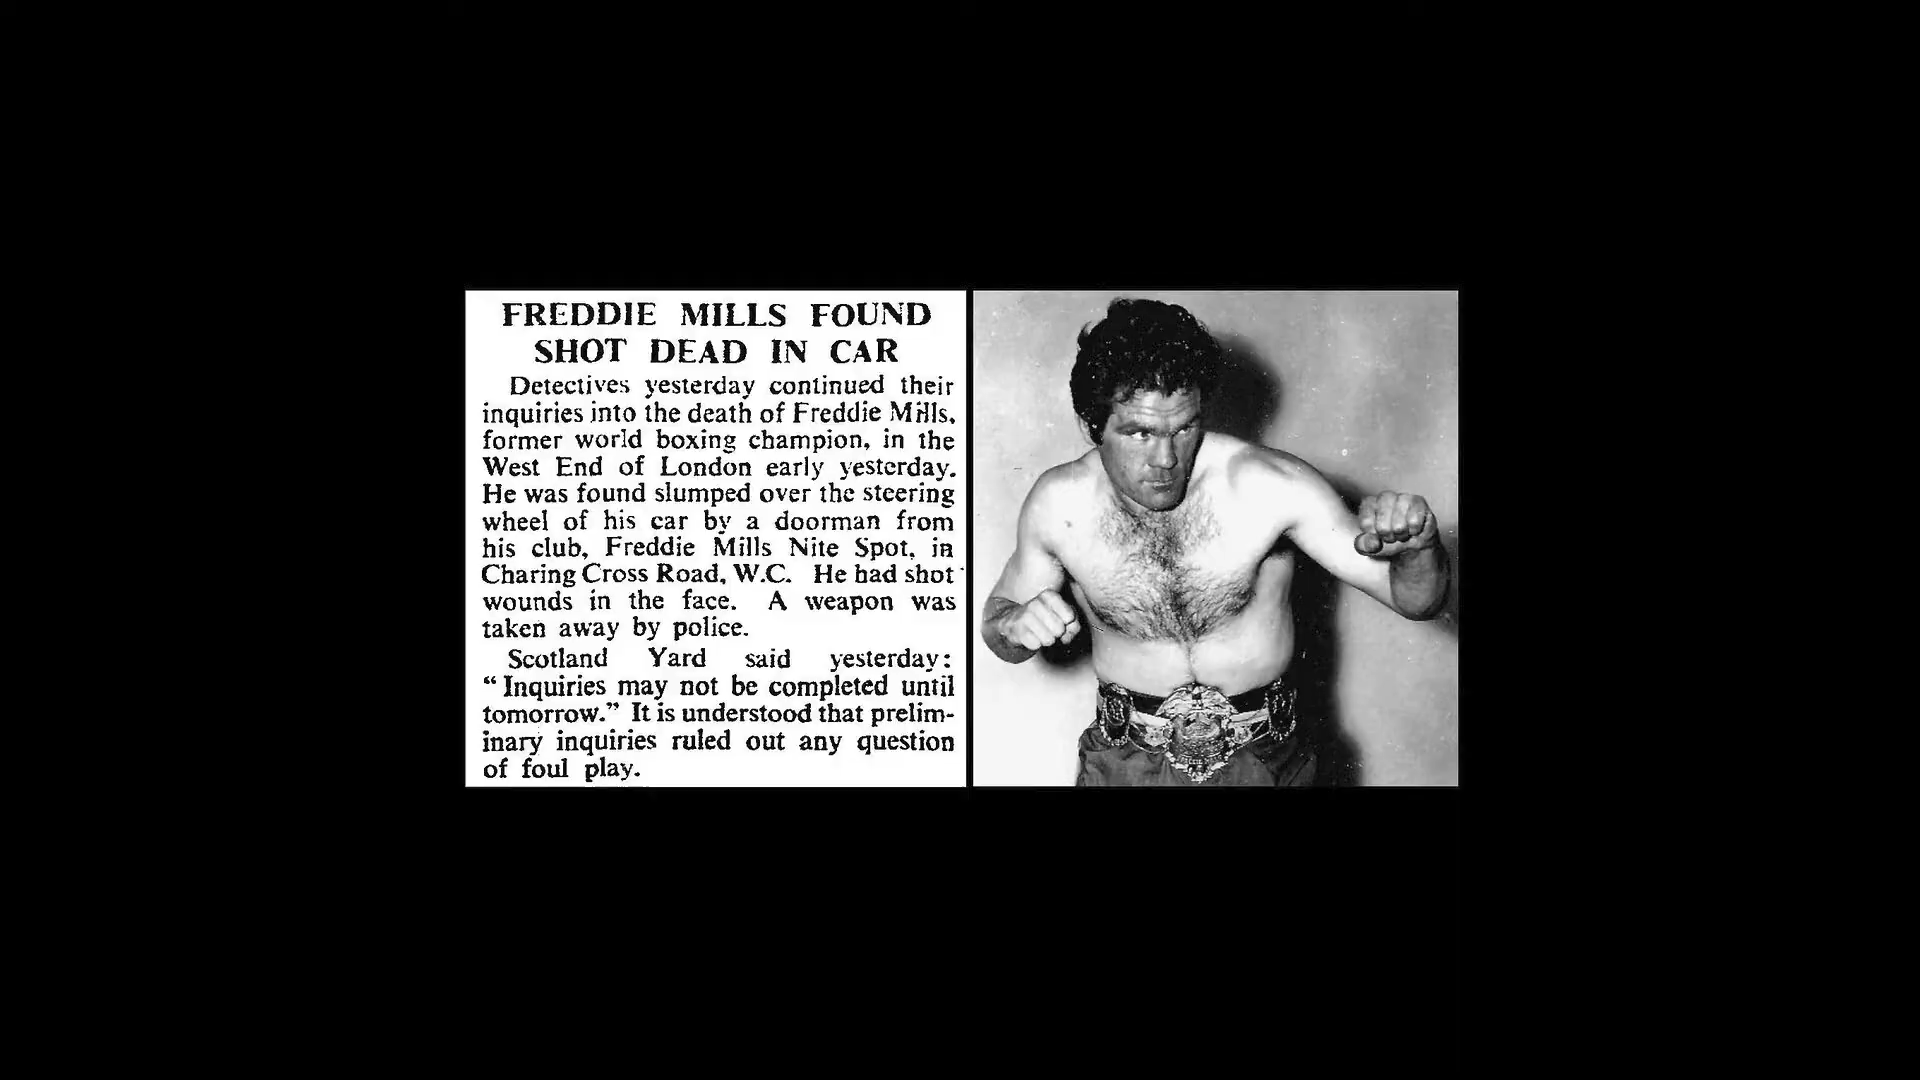 FREDDIE MILLS FOUND
SHOT DEAD IN CAR
Detectives yesterday continued their
inquiries into the death of Freddie Mills,
former world boxing champion, in the
West End of London early yesterday.
He was found slumped over the steering
wheel of his car by a doorman from
his club, Freddie Mills Nite Spot, in
Charing Cross Road, W.C. He had shot
wounds in the face. A weapon was
taken away by police.
Scotland Yard said yesterday:
“Inquiries may not be completed until
tomorrow.” It is understood that prelim-
inary inquiries ruled out any question
of foul play.